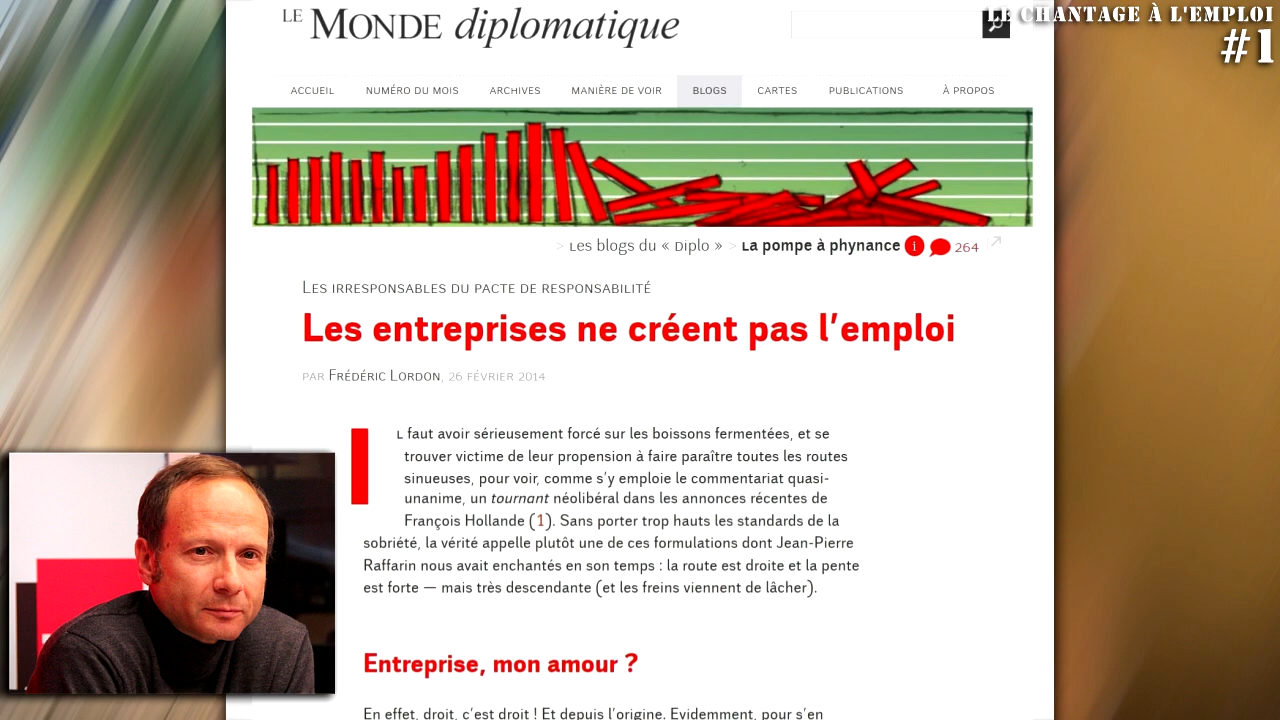 LE MONDE diplomatique
LE CHANTAGE À L'EMPLOI
#1
ACCUEIL NUMÉRO DU MOIS ARCHIVES MANIÈRE DE VOIR BLOGS CARTES PUBLICATIONS À PROPOS
> Les blogs du « Diplo » > La pompe à phynance i 264
Les irresponsables du pacte de responsabilité
Les entreprises ne créent pas l’emploi
par Frédéric Lordon, 26 février 2014
Il faut avoir sérieusement forcé sur les boissons fermentées, et se
trouver victime de leur propension à faire paraître toutes les routes
sinueuses, pour voir, comme s’y emploie le commentariat quasi-
unanime, un tournant néolibéral dans les annonces récentes de
François Hollande (1). Sans porter trop hauts les standards de la
sobriété, la vérité appelle plutôt une de ces formulations dont Jean-Pierre
Raffarin nous avait enchantés en son temps : la route est droite et la pente
est forte — mais très descendante (et les freins viennent de lâcher).
Entreprise, mon amour ?
En effet, droit, c’est droit ! Et depuis l’origine. Evidemment, pour s’en